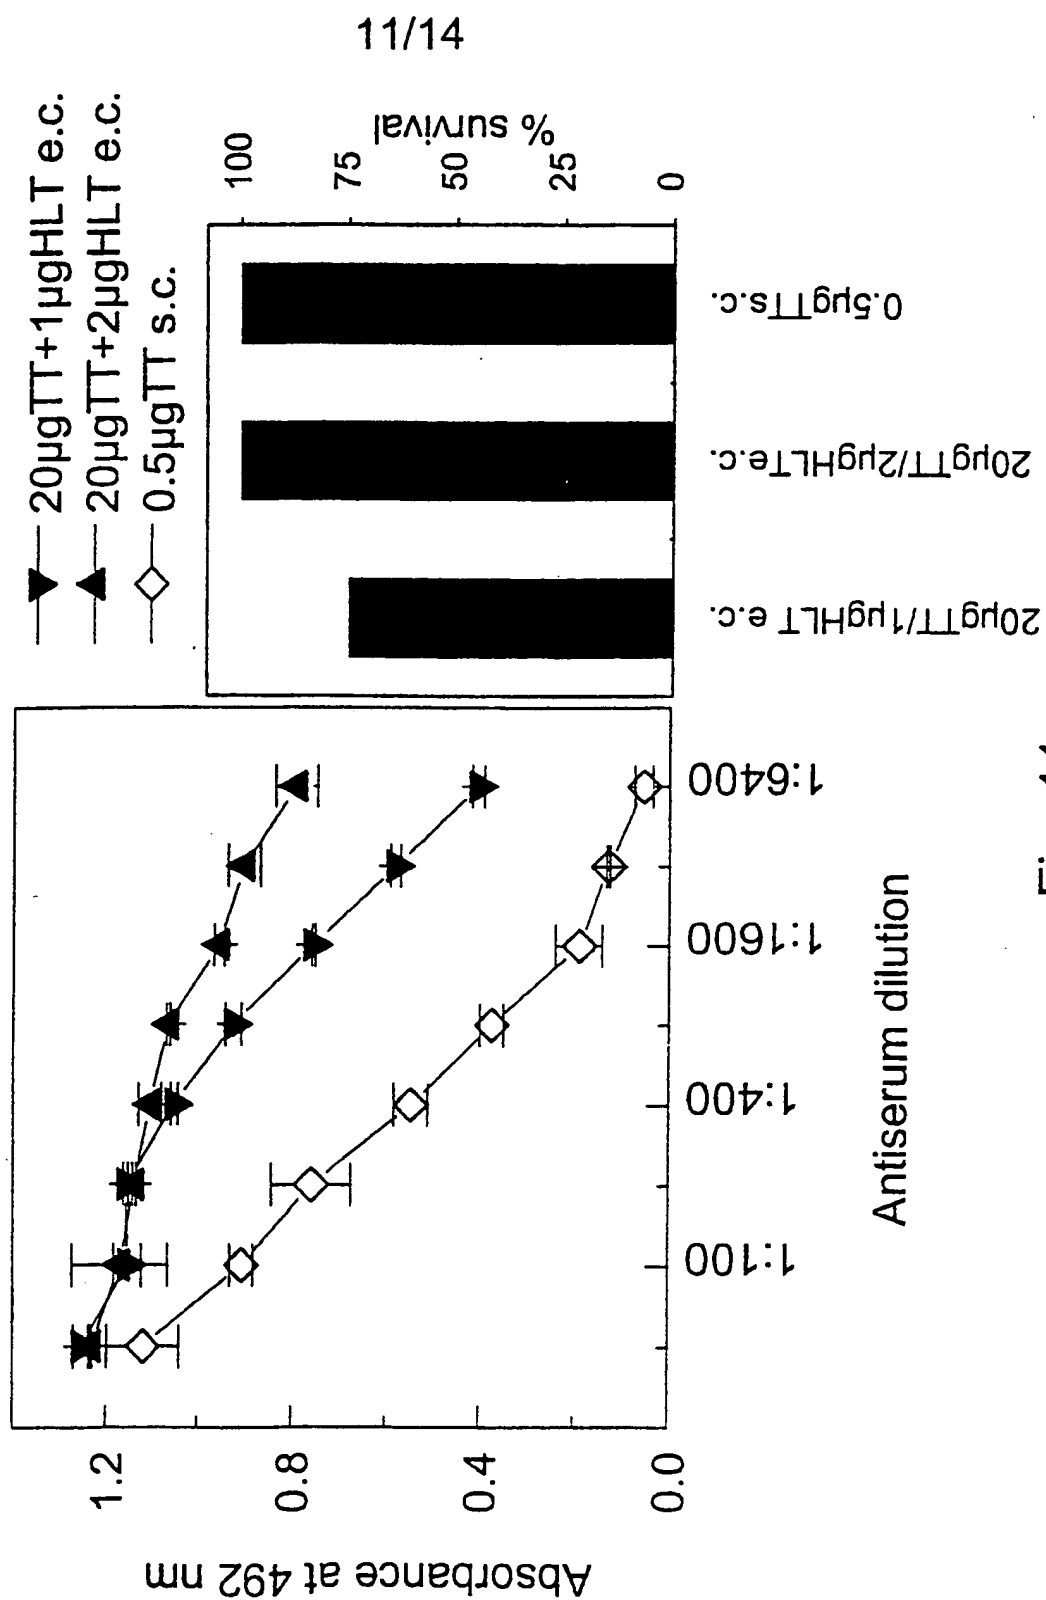 11/14
20µgTT+1µgHLT e.c.
20µgTT+2µgHLT e.c.
0.5µgTT s.c.
Absorbance at 492 nm
1.2
0.8
0.4
0.0
1:100
1:400
1:1600
1:6400
Antiserum dilution
% survival
100
75
50
25
0
20µgTT/1µgHLT e.c.
20µgTT/2µgHLTe.c.
0.5µgTTs.c.